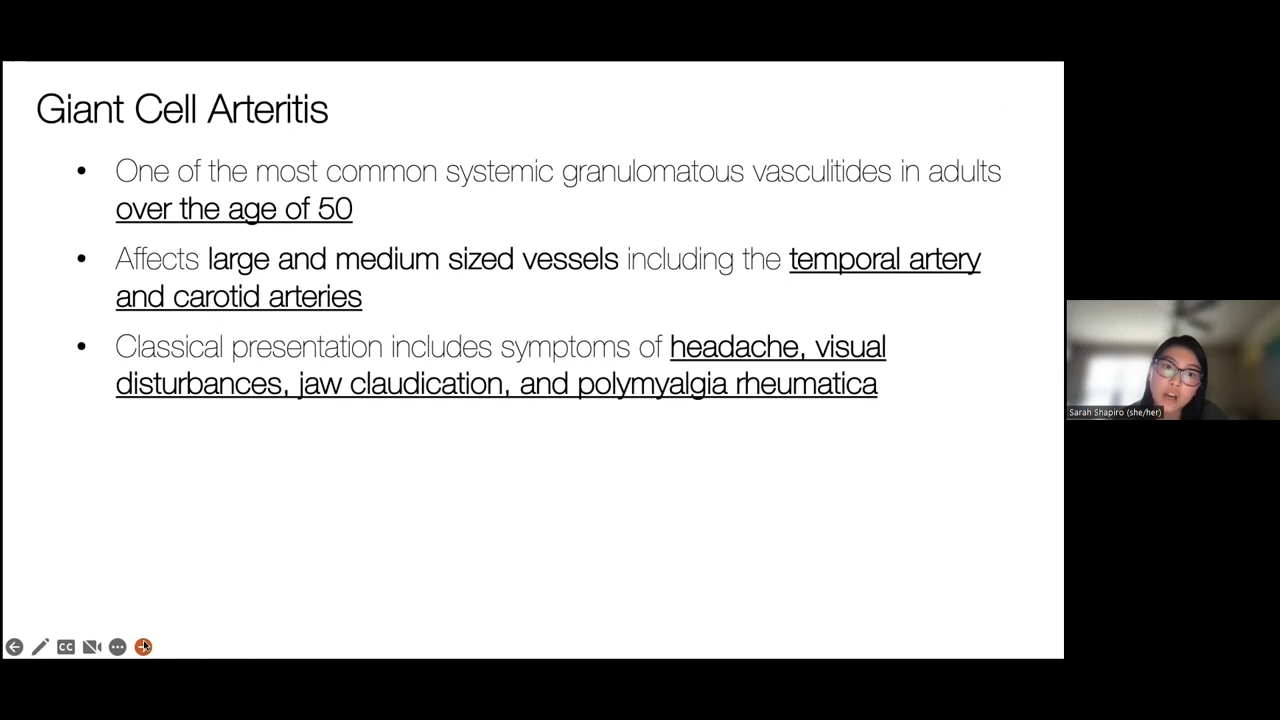 Giant Cell Arteritis
• One of the most common systemic granulomatous vasculitides in adults
over the age of 50
• Affects large and medium sized vessels including the temporal artery
and carotid arteries
• Classical presentation includes symptoms of headache, visual
disturbances, jaw claudication, and polymyalgia rheumatica
Sarah Shapiro (she/her)
CC